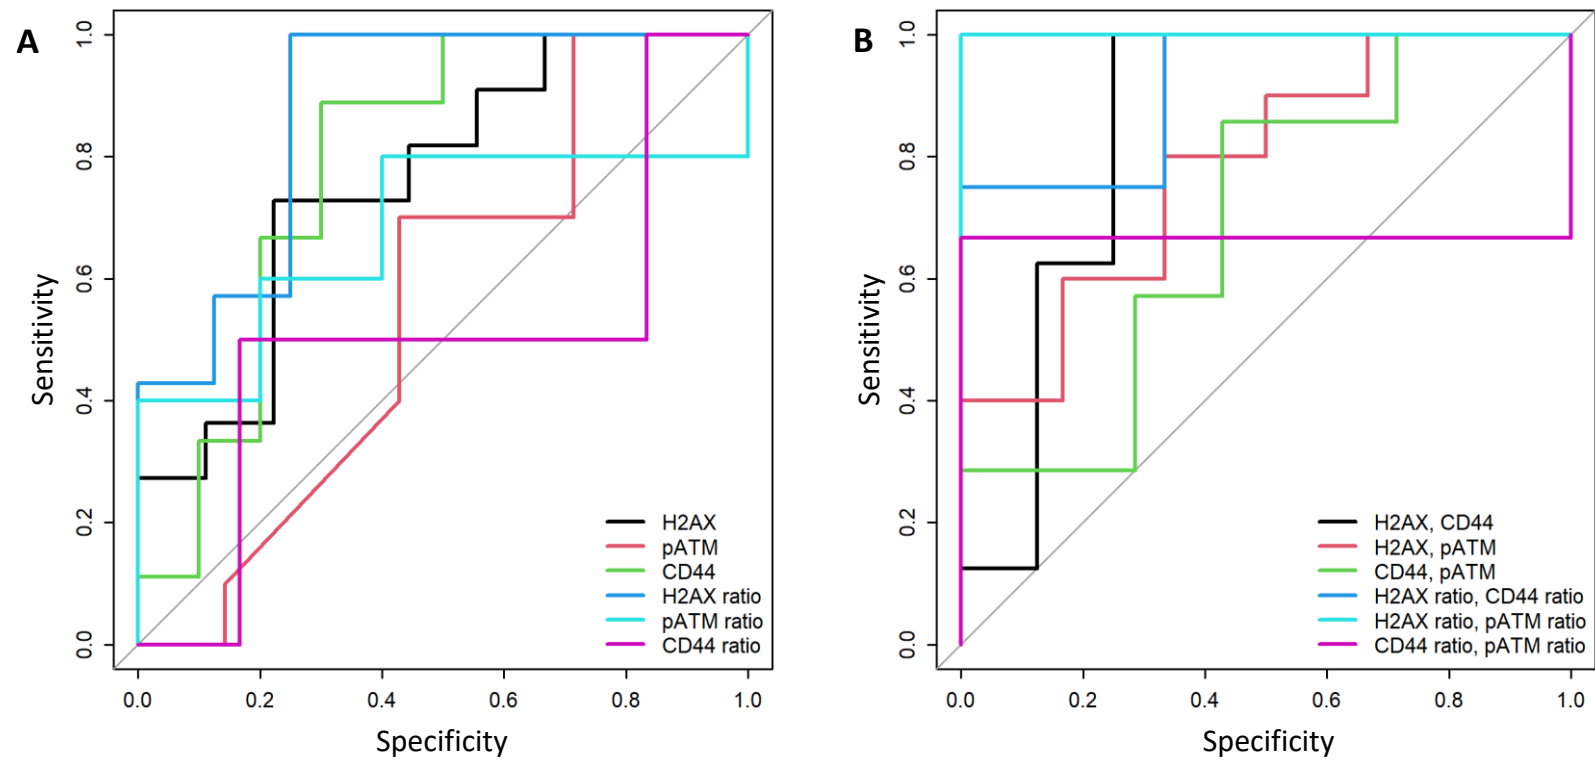 A
Sensitivity
1.0
0.8
0.6
0.4
0.2
0.0
H2AX
pATM
CD44
H2AX ratio
pATM ratio
CD44 ratio
0.0 0.2 0.4 0.6 0.8 1.0
Specificity
B
Sensitivity
1.0
0.8
0.6
0.4
0.2
0.0
H2AX, CD44
H2AX, pATM
CD44, pATM
H2AX ratio, CD44 ratio
H2AX ratio, pATM ratio
CD44 ratio, pATM ratio
0.0 0.2 0.4 0.6 0.8 1.0
Specificity